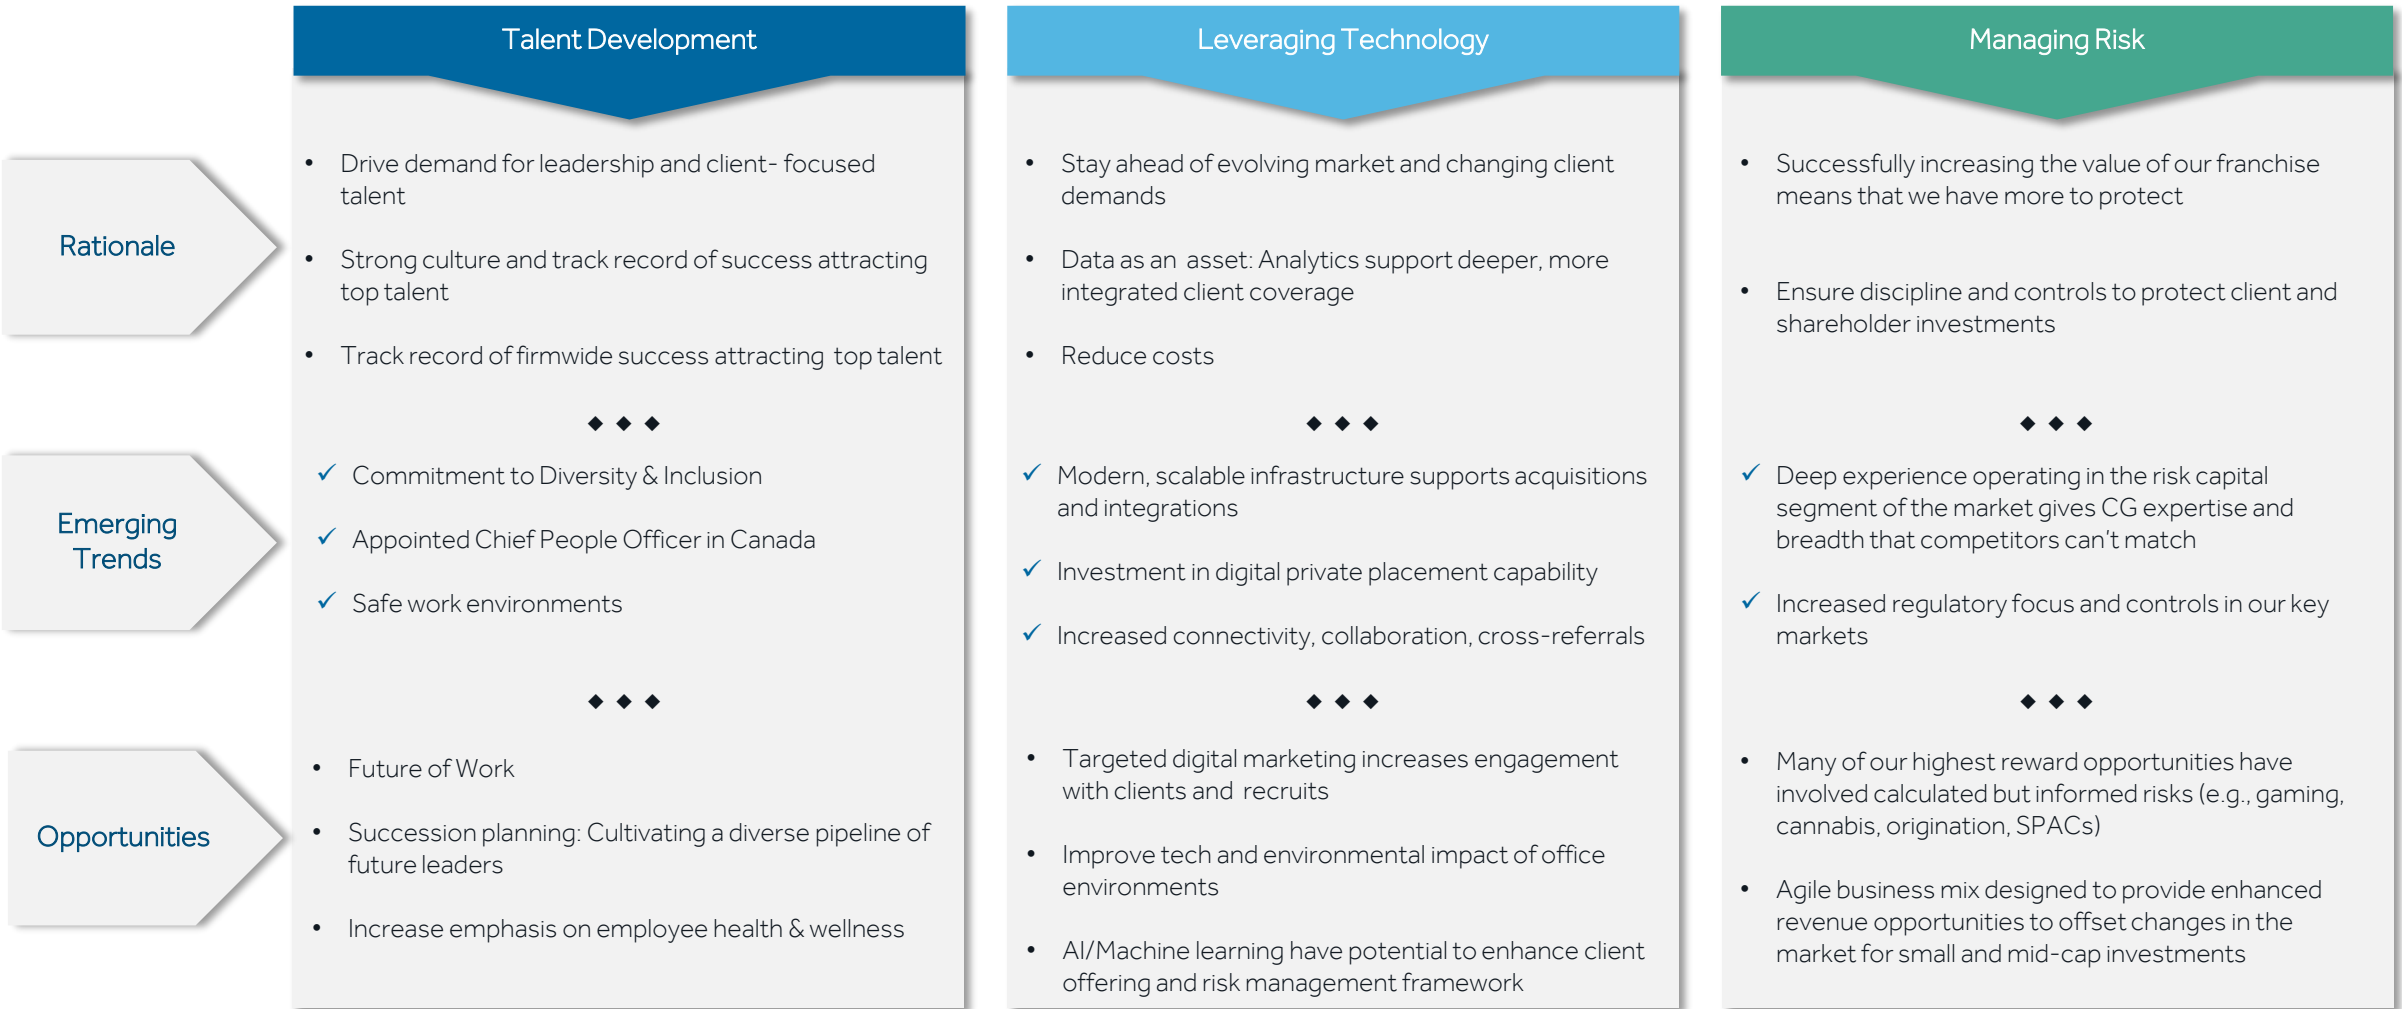 Talent Development
Leveraging Technology
Managing Risk
Rationale
• Drive demand for leadership and client- focused
talent
• Strong culture and track record of success attracting
top talent
• Track record of firmwide success attracting top talent
• Stay ahead of evolving market and changing client
demands
• Data as an asset: Analytics support deeper, more
integrated client coverage
• Reduce costs
• Successfully increasing the value of our franchise
means that we have more to protect
• Ensure discipline and controls to protect client and
shareholder investments
Emerging
Trends
✓ Commitment to Diversity & Inclusion
✓ Appointed Chief People Officer in Canada
✓ Safe work environments
✓ Modern, scalable infrastructure supports acquisitions
and integrations
✓ Investment in digital private placement capability
✓ Increased connectivity, collaboration, cross-referrals
✓ Deep experience operating in the risk capital
segment of the market gives CG expertise and
breadth that competitors can't match
✓ Increased regulatory focus and controls in our key
markets
Opportunities
• Future of Work
• Succession planning: Cultivating a diverse pipeline of
future leaders
• Increase emphasis on employee health & wellness
• Targeted digital marketing increases engagement
with clients and recruits
• Improve tech and environmental impact of office
environments
• AI/Machine learning have potential to enhance client
offering and risk management framework
• Many of our highest reward opportunities have
involved calculated but informed risks (e.g., gaming,
cannabis, origination, SPACs)
• Agile business mix designed to provide enhanced
revenue opportunities to offset changes in the
market for small and mid-cap investments